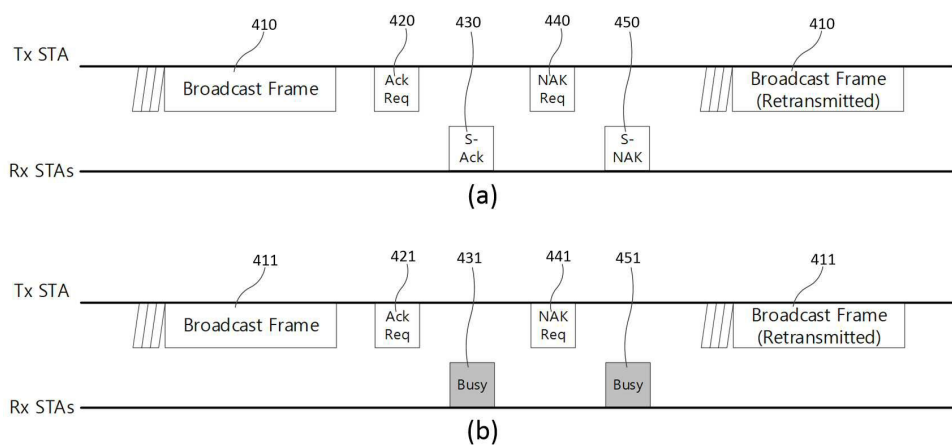 410
420
430
440
450
410
Tx STA
Broadcast Frame
Ack
Req
NAK
Req
Broadcast Frame
(Retransmitted)
S-
Ack
S-
NAK
Rx STAs
(a)
411
421
431
441
451
411
Tx STA
Broadcast Frame
Ack
Req
NAK
Req
Broadcast Frame
(Retransmitted)
Busy
Busy
Rx STAs
(b)